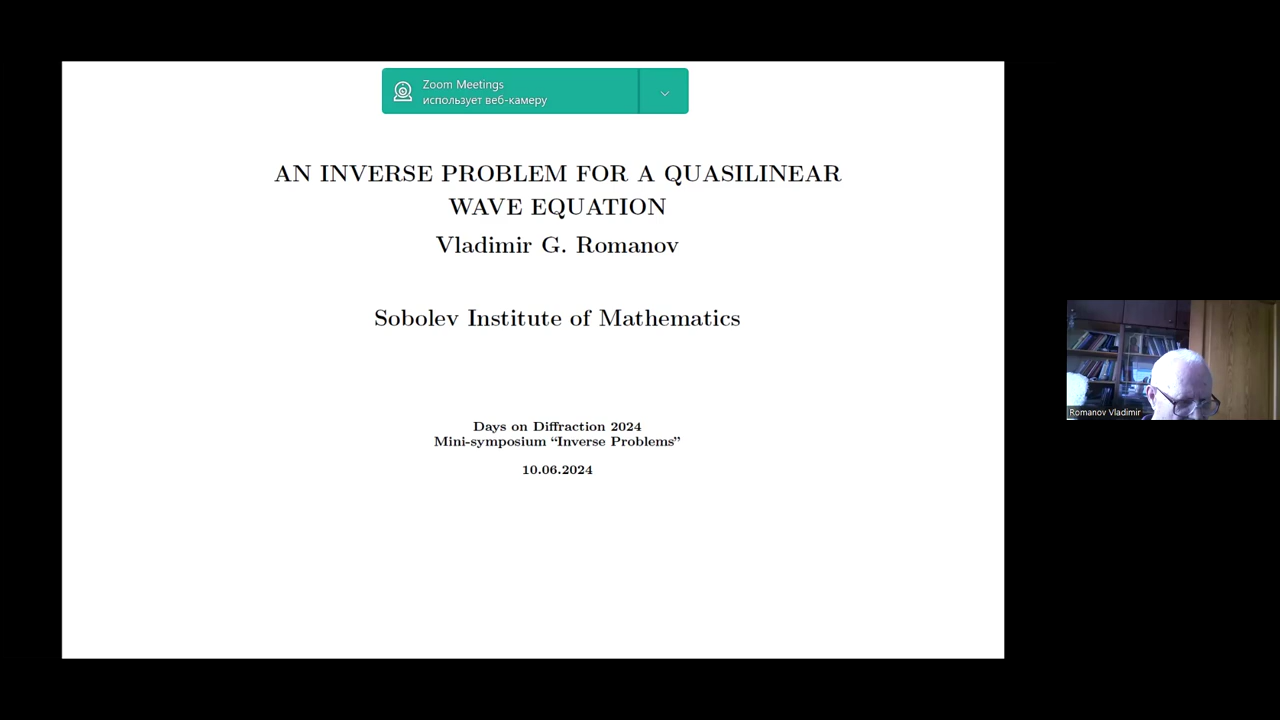 Zoom Meetings
использует веб-камеру
AN INVERSE PROBLEM FOR A QUASILINEAR
WAVE EQUATION
Vladimir G. Romanov
Sobolev Institute of Mathematics
Days on Diffraction 2024
Mini-symposium “Inverse Problems”
10.06.2024
Romanov Vladimir